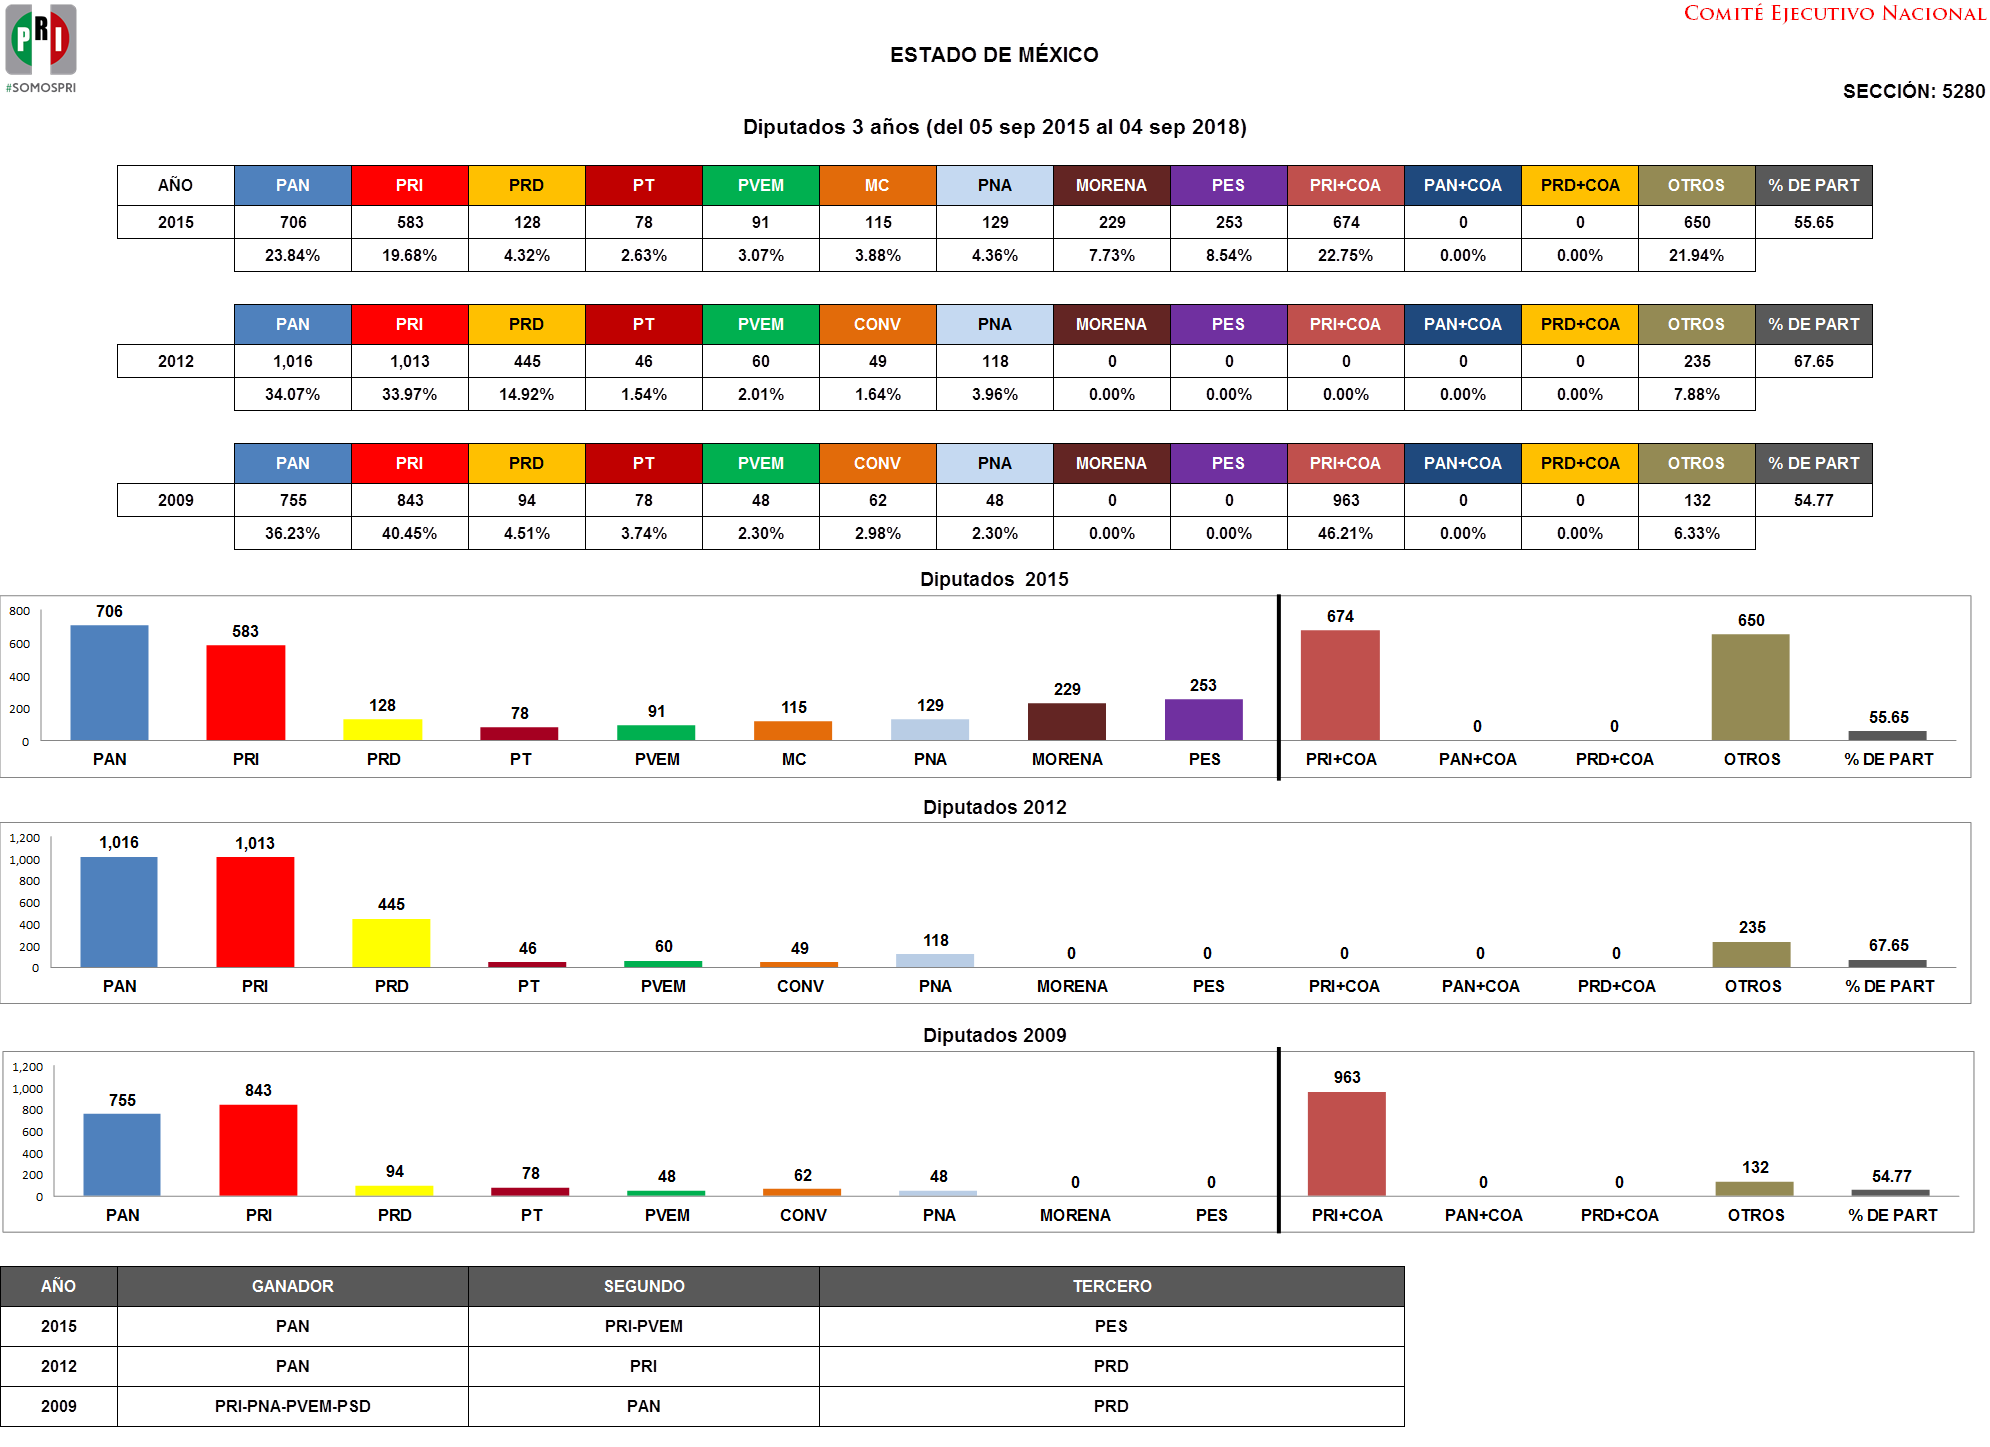 PRI
#SOMOSPRI
COMITÉ EJECUTIVO NACIONAL
ESTADO DE MÉXICO
SECCIÓN: 5280
Diputados 3 años (del 05 sep 2015 al 04 sep 2018)
AÑO PAN PRI PRD PT PVEM MC PNA MORENA PES PRI+COA PAN+COA PRD+COA OTROS % DE PART
2015 706 583 128 78 91 115 129 229 253 674 0 0 650 55.65
23.84% 19.68% 4.32% 2.63% 3.07% 3.88% 4.36% 7.73% 8.54% 22.75% 0.00% 0.00% 21.94%
PAN PRI PRD PT PVEM CONV PNA MORENA PES PRI+COA PAN+COA PRD+COA OTROS % DE PART
2012 1,016 1,013 445 46 60 49 118 0 0 0 0 0 235 67.65
34.07% 33.97% 14.92% 1.54% 2.01% 1.64% 3.96% 0.00% 0.00% 0.00% 0.00% 0.00% 7.88%
PAN PRI PRD PT PVEM CONV PNA MORENA PES PRI+COA PAN+COA PRD+COA OTROS % DE PART
2009 755 843 94 78 48 62 48 0 0 963 0 0 132 54.77
36.23% 40.45% 4.51% 3.74% 2.30% 2.98% 2.30% 0.00% 0.00% 46.21% 0.00% 0.00% 6.33%
Diputados 2015
800
600
400
200
0
706 583 128 78 91 115 129 229 253 674 0 0 650 55.65
PAN PRI PRD PT PVEM MC PNA MORENA PES PRI+COA PAN+COA PRD+COA OTROS % DE PART
Diputados 2012
1,200
1,000
800
600
400
200
0
1,016 1,013 445 46 60 49 118 0 0 0 0 0 235 67.65
PAN PRI PRD PT PVEM CONV PNA MORENA PES PRI+COA PAN+COA PRD+COA OTROS % DE PART
Diputados 2009
1,200
1,000
800
600
400
200
0
755 843 94 78 48 62 48 0 0 963 0 0 132 54.77
PAN PRI PRD PT PVEM CONV PNA MORENA PES PRI+COA PAN+COA PRD+COA OTROS % DE PART
AÑO GANADOR SEGUNDO TERCERO
2015 PAN PRI-PVEM PES
2012 PAN PRI PRD
2009 PRI-PNA-PVEM-PSD PAN PRD